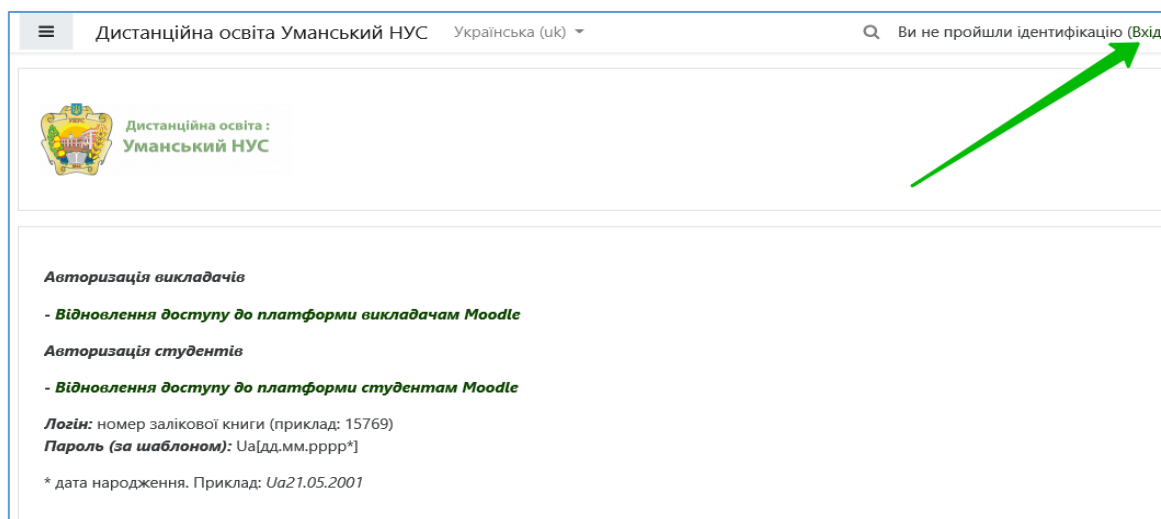 Дистанційна освіта Уманський НУС Українська (uk) Ви не пройшли ідентифікацію (Вхід
Дистанційна освіта :
Уманський НУС
Авторизація викладачів
- Відновлення доступу до платформи викладачам Moodle
Авторизація студентів
- Відновлення доступу до платформи студентам Moodle
Логін: номер залікової книги (приклад: 15769)
Пароль (за шаблоном): Ua[дд.мм.рррр*]
* дата народження. Приклад: Ua21.05.2001